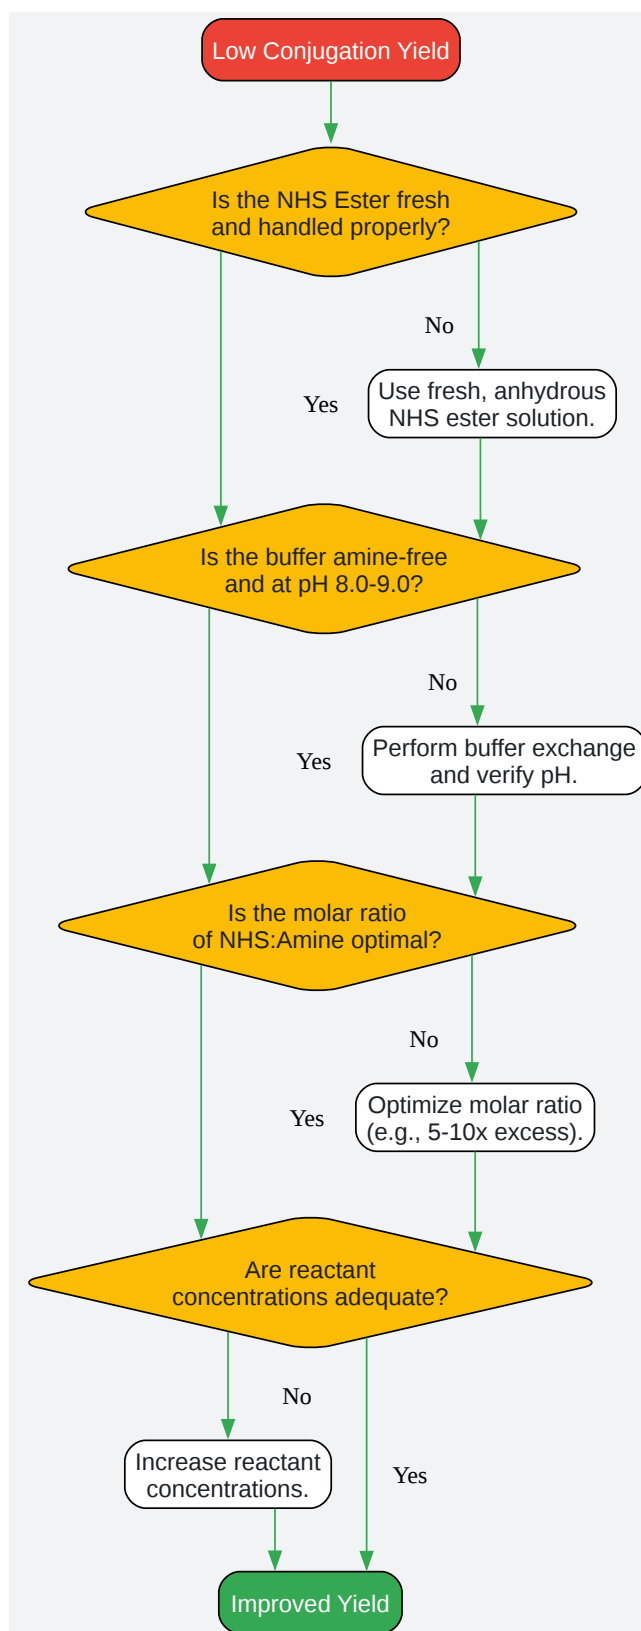 Low Conjugation Yield
Is the NHS Ester fresh
and handled properly?
No
Yes
Use fresh, anhydrous
NHS ester solution.
Is the buffer amine-free
and at pH 8.0-9.0?
No
Yes
Perform buffer exchange
and verify pH.
Is the molar ratio
of NHS:Amine optimal?
No
Yes
Optimize molar ratio
(e.g., 5-10x excess).
Are reactant
concentrations adequate?
No
Increase reactant
concentrations.
Yes
Improved Yield